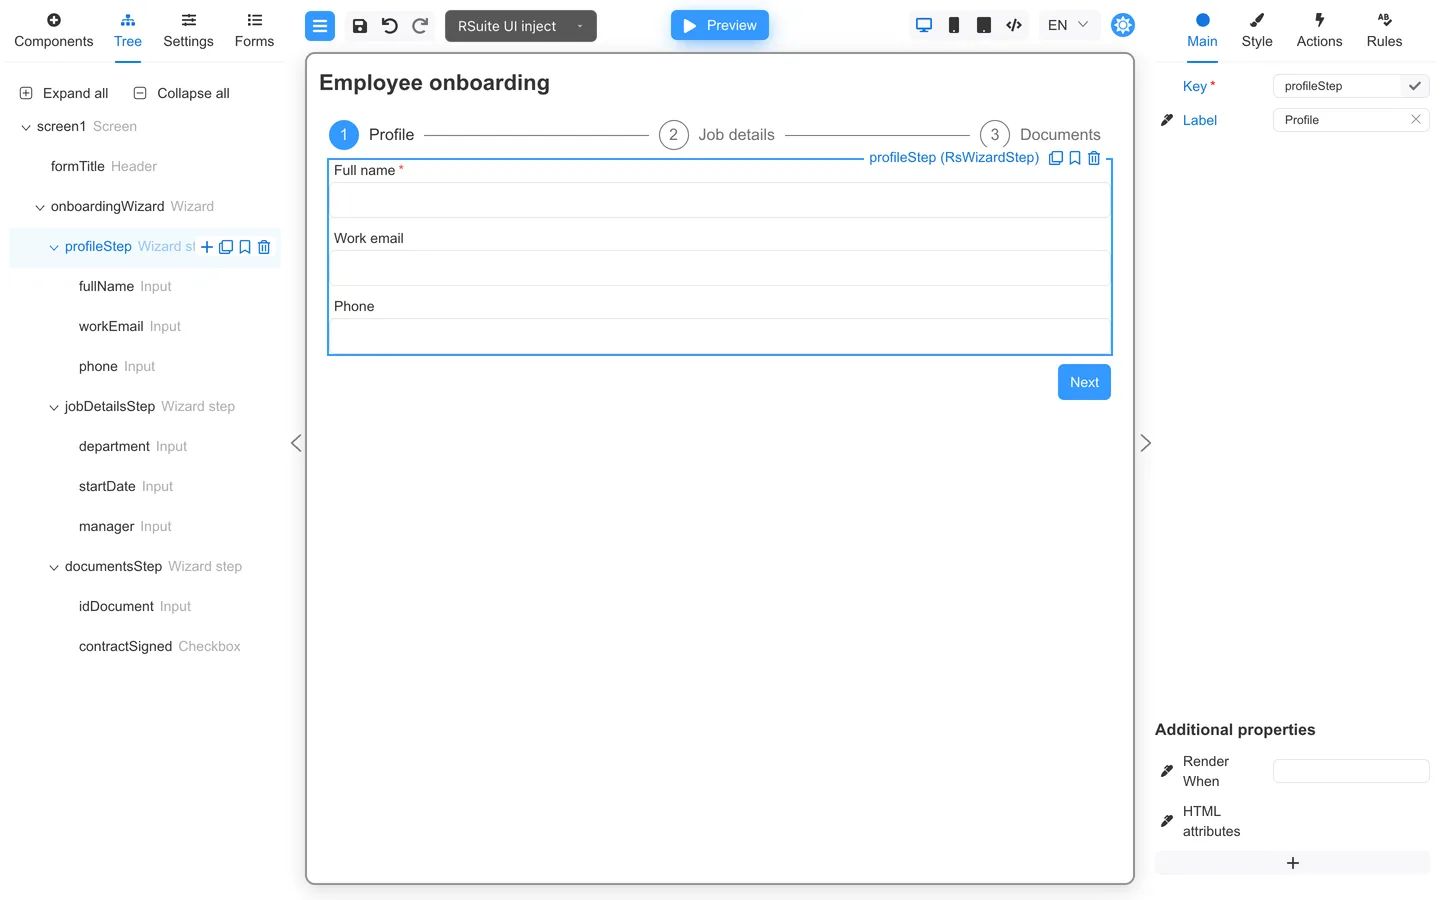 Components
Tree
Settings
Forms
RSuite UI inject
Preview
EN
Main
Style
Actions
AB
Rules
Expand all
Collapse all
screen1 Screen
formTitle Header
onboardingWizard Wizard
profileStep Wizard st
fullName Input
workEmail Input
phone Input
jobDetailsStep Wizard step
department Input
startDate Input
manager Input
documentsStep Wizard step
idDocument Input
contractSigned Checkbox
Employee onboarding
1 Profile
2 Job details
3 Documents
profileStep (RsWizardStep)
Full name *
Work email
Phone
Next
Key * profileStep
Label Profile
Additional properties
Render
When
HTML
attributes